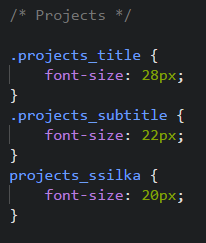 /* Projects */

.projects_title {
    font-size: 28px;
}
.projects_subtitle {
    font-size: 22px;
}
projects_ssilka {
    font-size: 20px;
}